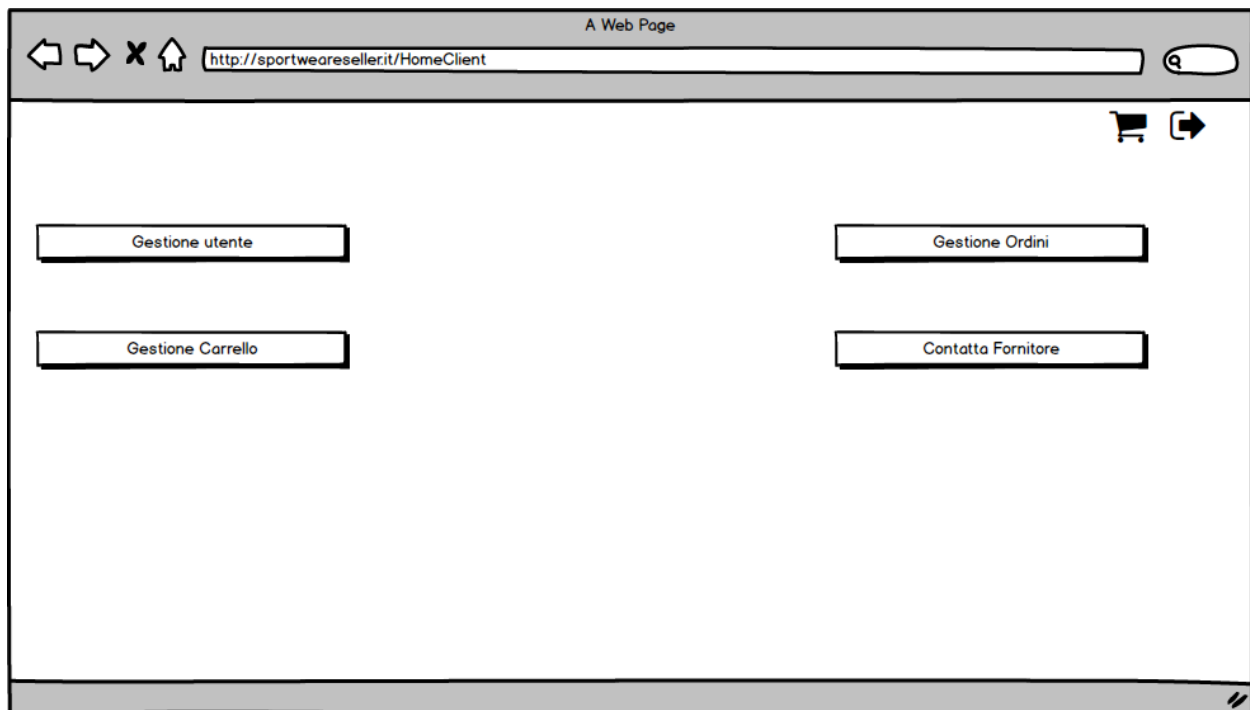 A Web Page
http://sportweareseller.it/HomeClient
Gestione utente
Gestione Ordini
Gestione Carrello
Contatta Fornitore